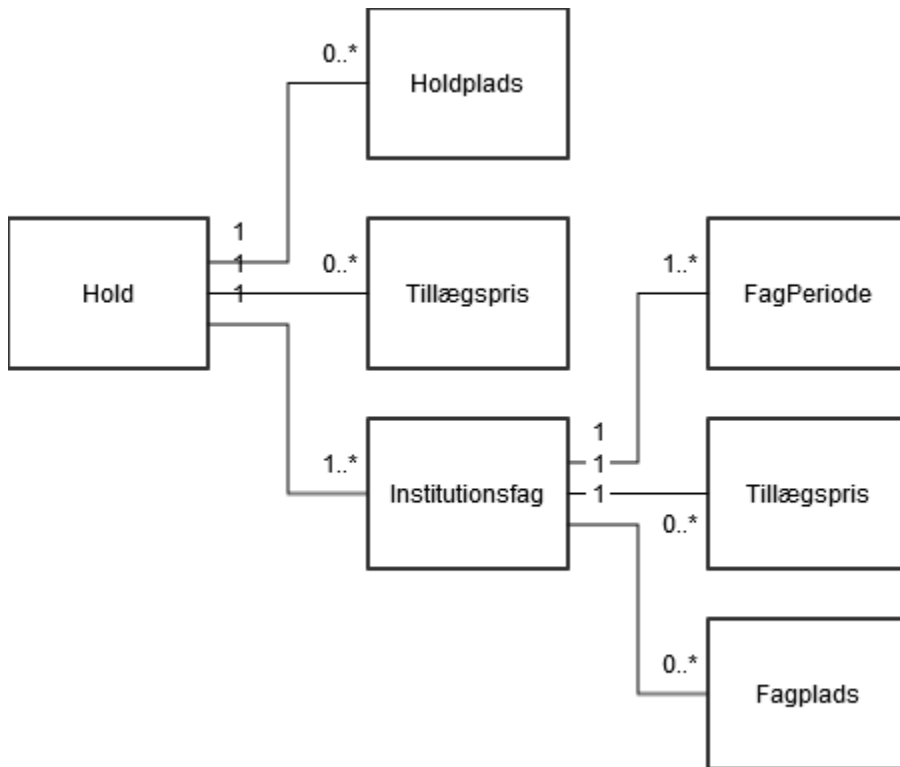 0..*
Holdplads
1
1
1
0..*
Hold
Tillægspris
1..*
FagPeriode
1..*
Institutionsfag
1
1
1
Tillægspris
0..*
0..*
Fagplads